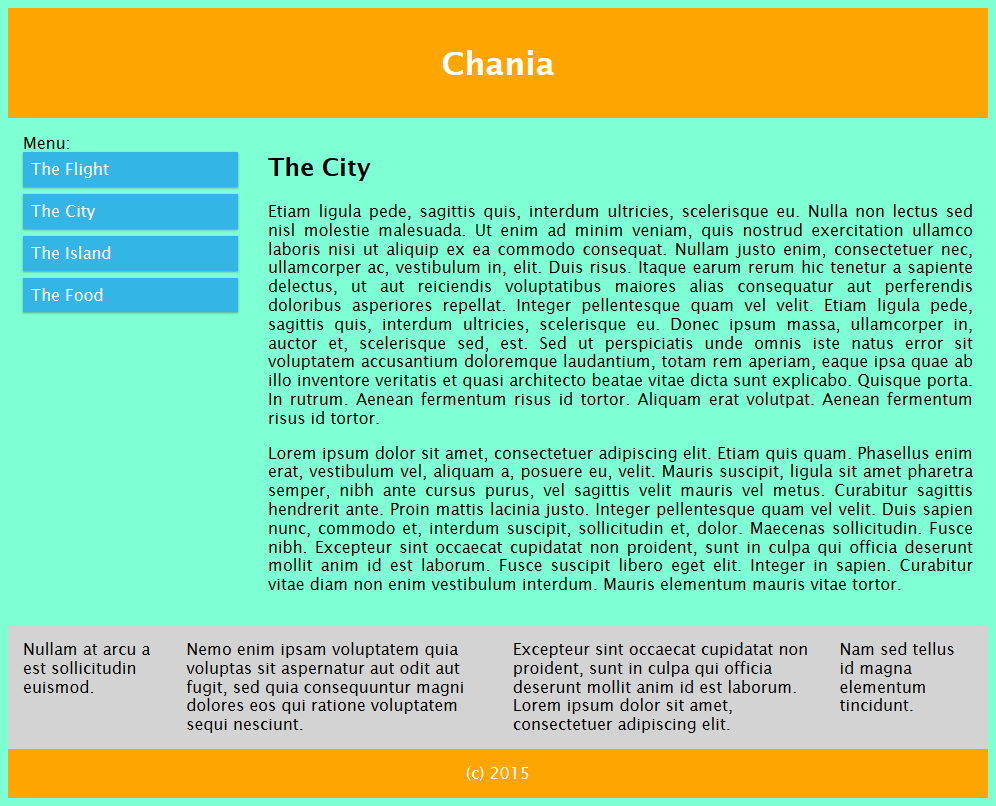 Chania
Menu:
The Flight
The City
The Island
The Food
The City
Etiam ligula pede, sagittis quis, interdum ultricies, scelerisque eu. Nulla non lectus sed
nisl molestie malesuada. Ut enim ad minim veniam, quis nostrud exercitation ullamco
laboris nisi ut aliquip ex ea commodo consequat. Nullam justo enim, consectetuer nec,
ullamcorper ac, vestibulum in, elit. Duis risus. Itaque earum rerum hic tenetur a sapiente
delectus, ut aut reiciendis voluptatibus maiores alias consequatur aut perferendis
doloribus asperiores repellat. Integer pellentesque quam vel velit. Etiam ligula pede,
sagittis quis, interdum ultricies, scelerisque eu. Donec ipsum massa, ullamcorper in,
auctor et, scelerisque sed, est. Sed ut perspiciatis unde omnis iste natus error sit
voluptatem accusantium doloremque laudantium, totam rem aperiam, eaque ipsa quae ab
illo inventore veritatis et quasi architecto beatae vitae dicta sunt explicabo. Quisque porta.
In rutrum. Aenean fermentum risus id tortor. Aliquam erat volutpat. Aenean fermentum
risus id tortor.
Lorem ipsum dolor sit amet, consectetuer adipiscing elit. Etiam quis quam. Phasellus enim
erat, vestibulum vel, aliquam a, posuere eu, velit. Mauris suscipit, ligula sit amet pharetra
semper, nibh ante cursus purus, vel sagittis velit mauris vel metus. Curabitur sagittis
hendrerit ante. Proin mattis lacinia justo. Integer pellentesque quam vel velit. Duis sapien
nunc, commodo et, interdum suscipit, sollicitudin et, dolor. Maecenas sollicitudin. Fusce
nibh. Excepteur sint occaecat cupidatat non proident, sunt in culpa qui officia deserunt
mollit anim id est laborum. Fusce suscipit libero eget elit. Integer in sapien. Curabitur
vitae diam non enim vestibulum interdum. Mauris elementum mauris vitae tortor.
Nullam at arcu a
est sollicitudin
euismod.
Nemo enim ipsam voluptatem quia
voluptas sit aspernatur aut odit aut
fugit, sed quia consequuntur magni
dolores eos qui ratione voluptatem
sequi nesciunt.
Excepteur sint occaecat cupidatat non
proident, sunt in culpa qui officia
deserunt mollit anim id est laborum.
Lorem ipsum dolor sit amet,
consectetuer adipiscing elit.
Nam sed tellus
id magna
elementum
tincidunt.
(c) 2015